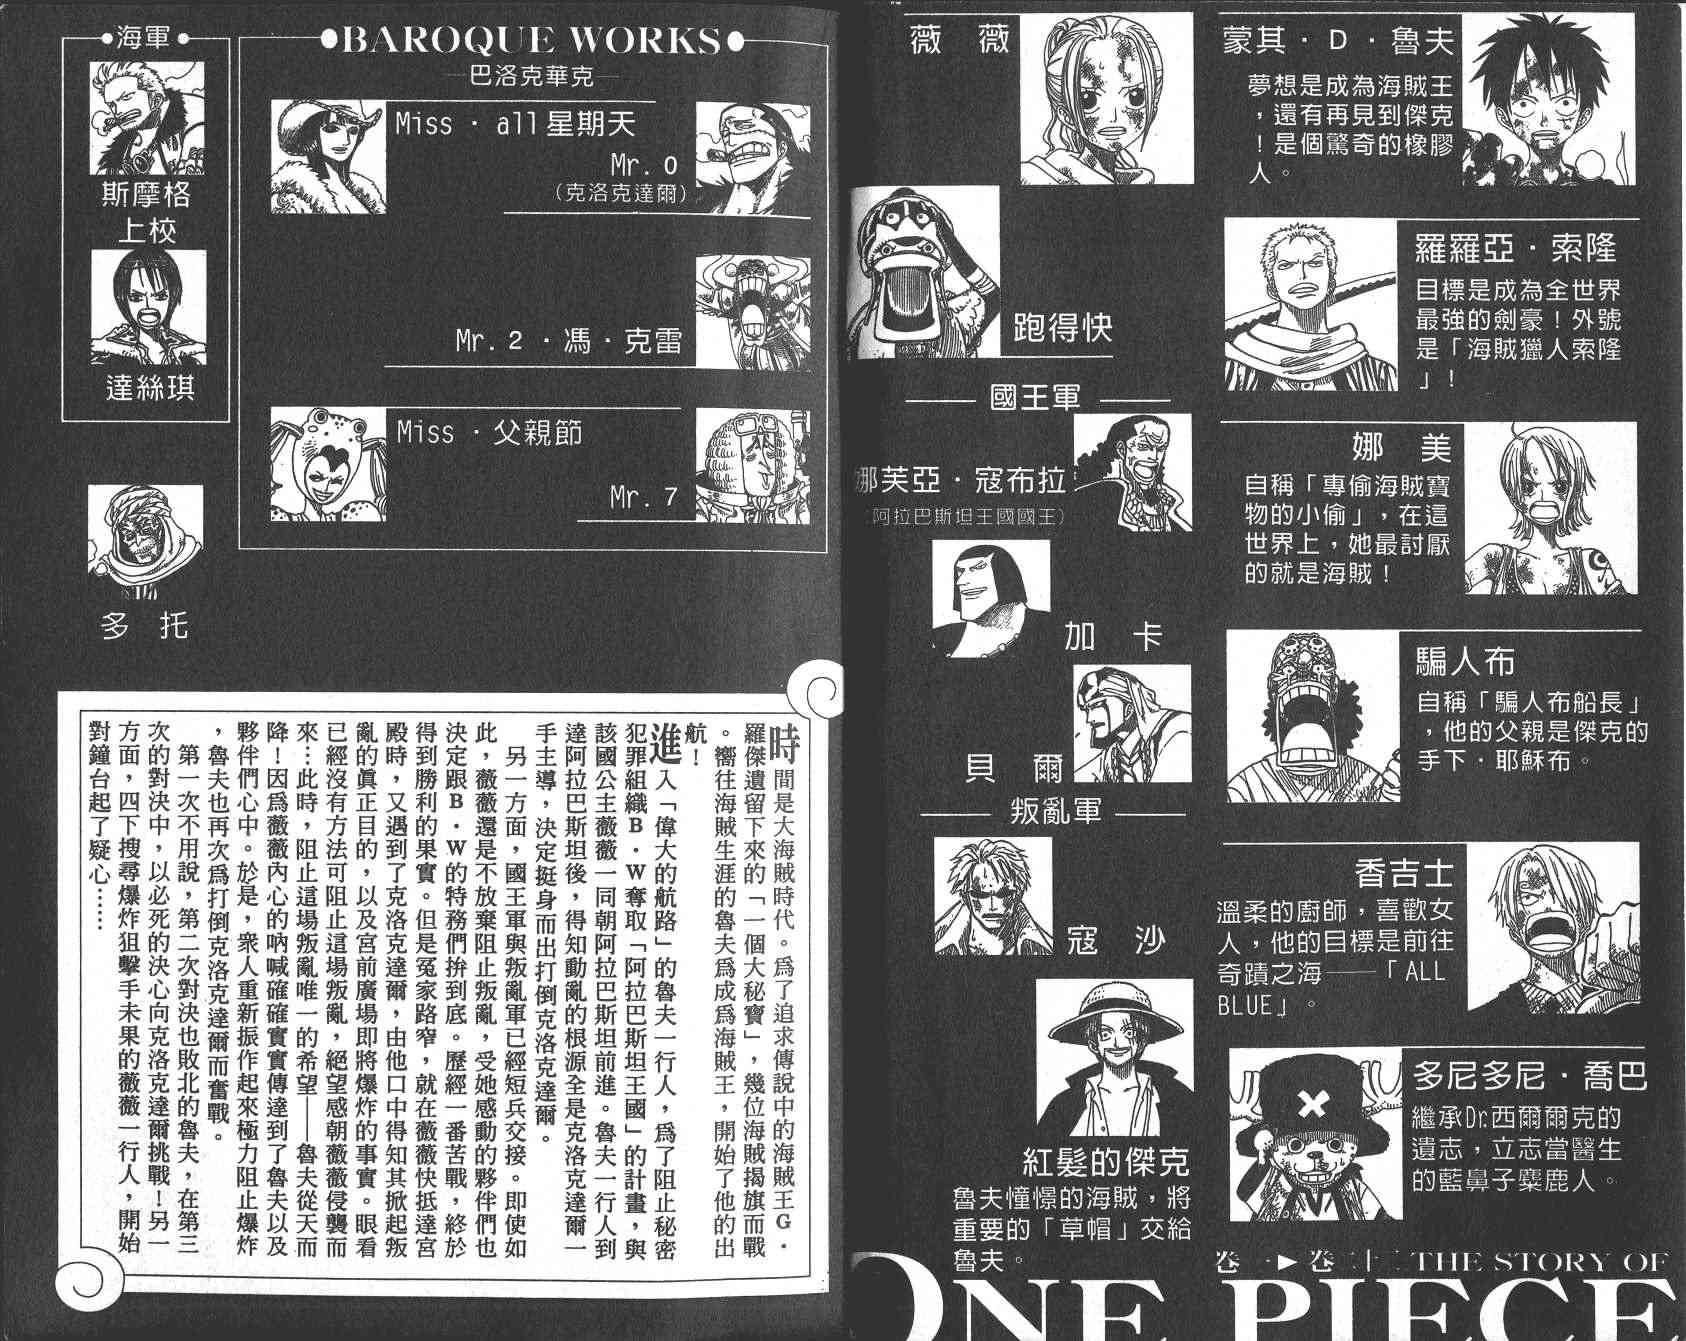 蒙其・D・魯夫
夢想是成為海賊王
，還有再見到傑克
！是個驚奇的橡膠
人。
羅羅亞・索隆
目標是成為全世界
最強的劍豪！外號
是「海賊獵人索隆
」！
娜 美
自稱「專偷海賊寶
物的小偷」，在這
世界上，她最討厭
的就是海賊！
騙人布
自稱「騙人布船長」
，他的父親是傑克的
手下・耶穌布。
香吉士
溫柔的廚師，喜歡女
人，他的目標是前往
奇蹟之海——「ALL
BLUE」。
多尼多尼・喬巴
繼承Dr.西爾爾克的
遺志，立志當醫生
的藍鼻子麋鹿人。
薇 薇
跑得快
國王軍
娜芙亞・寇布拉
(阿拉巴斯坦王國國王)
加 卡
貝 爾
叛亂軍
寇 沙
紅髮的傑克
魯夫憧憬的海賊，將
重要的「草帽」交給
魯夫。
THE STORY OF
ONE PIECE
BAROQUE WORKS
巴洛克華克
Miss・all星期天
Mr.0
(克洛克達爾)
Mr.2・馮・克雷
Miss・父親節
Mr.7
海軍
斯摩格
上校
達絲琪
多 托
時間是大海賊時代。為了追求傳說中的海賊王G・
羅傑遺留下來的「一個大秘寶」，幾位海賊揭旗而戰
。嚮往海賊生涯的魯夫為成為海賊王，開始了他的出
航！
進入「偉大的航路」的魯夫一行人，為了阻止秘密
犯罪組織B・W奪取「阿拉巴斯坦王國」的計畫，與
該國公主薇薇一同朝阿拉巴斯坦前進。魯夫一行人到
達阿拉巴斯坦後，得知動亂的根源全是克洛克達爾一
手主導，決定挺身而出打倒克洛克達爾。
另一方面，國王軍與叛亂軍已經短兵交接。即使如
此，薇薇還是不放棄阻止叛亂，受她感動的夥伴們也
決定跟B・W的特務們拚到底。歷經一番苦戰，終於
得到勝利的果實。但是冤家路窄，就在薇薇快抵達宮
殿時，又遇到了克洛克達爾，由他口中得知其掀起叛
亂的真正目的，以及宮前廣場即將爆炸的事實。眼看
已經沒有方法可阻止這場叛亂，絕望感朝薇薇侵襲而
來…此時，阻止這場叛亂唯一的希望——魯夫從天而
降！因為薇薇內心的吶喊確確實實傳達到了魯夫以及
夥伴們心中。於是，眾人重新振作起來極力阻止爆炸
，魯夫也再次為打倒克洛克達爾而奮戰。
第一次不用說，第二次對決也敗北的魯夫，在第三
次的對決中，以必死的決心向克洛克達爾挑戰！另一
方面，四下搜尋爆炸狙擊手未果的薇薇一行人，開始
對鐘台起了疑心……